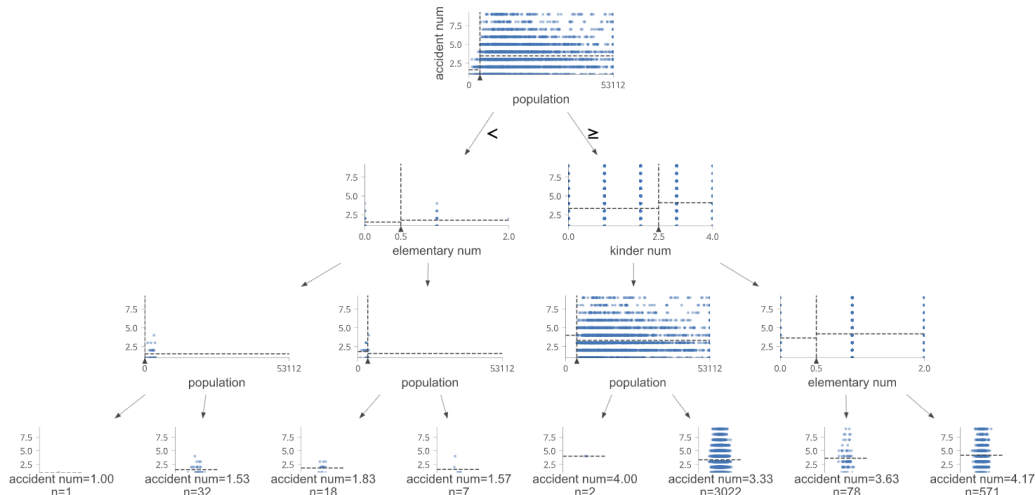 accident num
7.5
5.0
2.5
0
53112
population
<
≥
7.5
5.0
2.5
0.0
0.5
2.0
elementary num
7.5
5.0
2.5
0.0
2.5
4.0
kinder num
7.5
5.0
2.5
0
53112
population
7.5
5.0
2.5
0
53112
population
7.5
5.0
2.5
0
53112
population
7.5
5.0
2.5
0.0
0.5
2.0
elementary num
7.5
5.0
2.5
accident num=1.00
n=1
7.5
5.0
2.5
accident num=1.53
n=32
7.5
5.0
2.5
accident num=1.83
n=18
7.5
5.0
2.5
accident num=1.57
n=7
7.5
5.0
2.5
accident num=4.00
n=2
7.5
5.0
2.5
accident num=3.33
n=3022
7.5
5.0
2.5
accident num=3.63
n=78
7.5
5.0
2.5
accident num=4.17
n=571